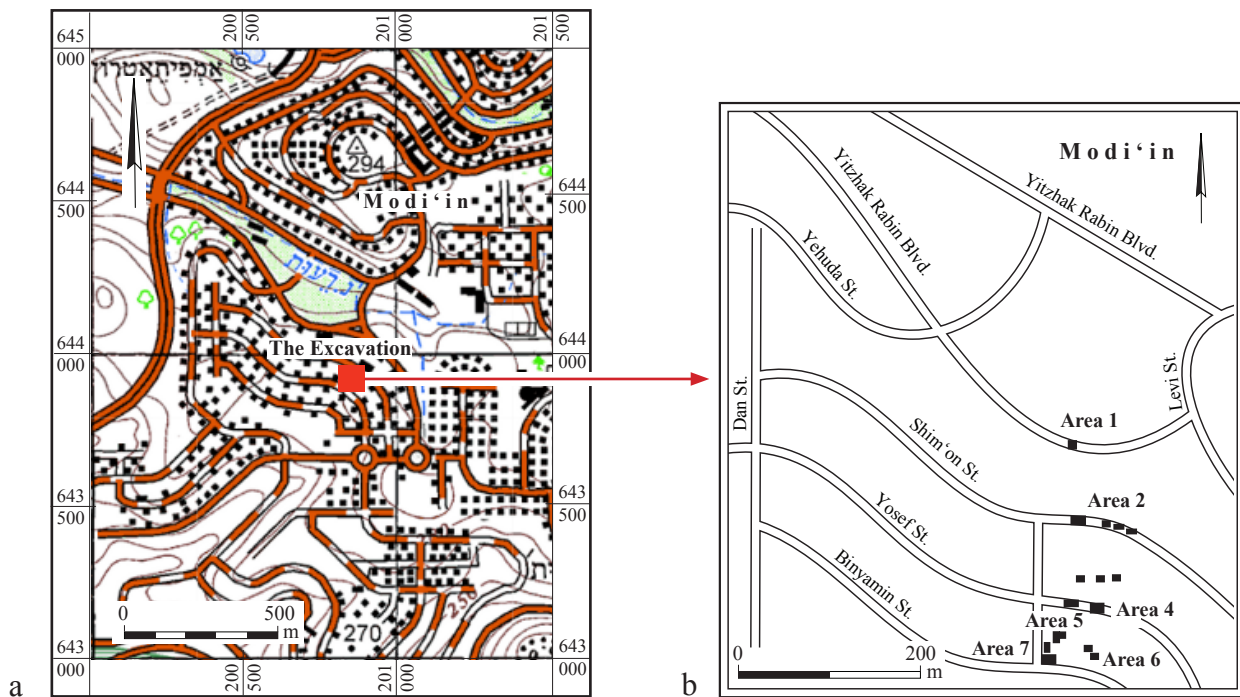 200
500
201
000
201
500
645
000
אמפיתאטרון
294
644
500
Modi‘in
644
500
644
000
The Excavation
644
000
643
500
643
500
0
500
m
270
643
000
643
000
200
500
201
000
201
500
a
Modi‘in
Yitzhak Rabin Blvd.
Yitzhak Rabin Blvd.
Yehuda St.
Levi St.
Dan St.
Area 1
Shim‘on St.
Area 2
Yosef St.
Binyamin St.
Area 4
Area 5
Area 7
Area 6
0
200
m
b